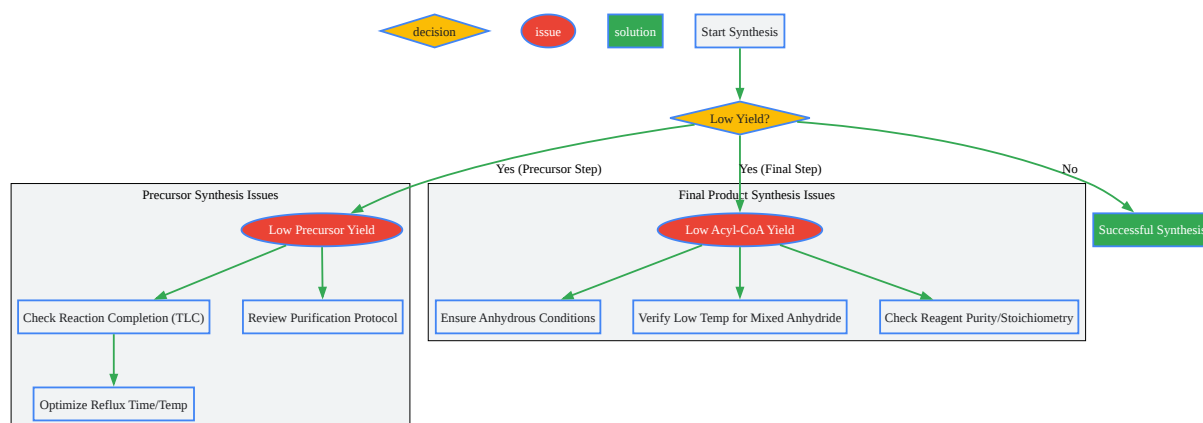 decision
issue
solution
Start Synthesis
Low Yield?
Yes (Precursor Step)
Yes (Final Step)
No
Precursor Synthesis Issues
Final Product Synthesis Issues
Low Precursor Yield
Low Acyl-CoA Yield
Successful Synthesis
Check Reaction Completion (TLC)
Review Purification Protocol
Ensure Anhydrous Conditions
Verify Low Temp for Mixed Anhydride
Check Reagent Purity/Stoichiometry
Optimize Reflux Time/Temp